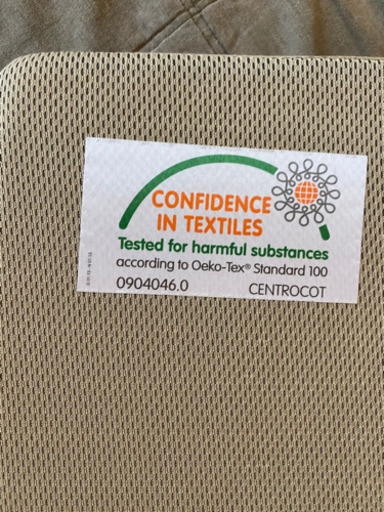 CONFIDENCE
IN TEXTILES
Tested for harmful substances
according to Oeko-Tex® Standard 100
0904046.0 CENTROCOT